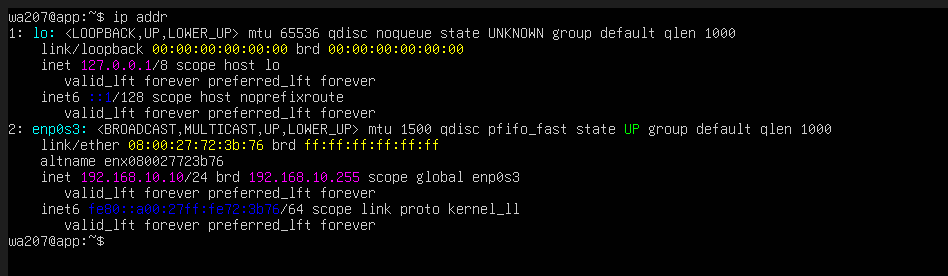 wa207@app:~$ ip addr
1: lo: <LOOPBACK,UP,LOWER_UP> mtu 65536 qdisc noqueue state UNKNOWN group default qlen 1000
    link/loopback 00:00:00:00:00:00 brd 00:00:00:00:00:00
    inet 127.0.0.1/8 scope host lo
       valid_lft forever preferred_lft forever
    inet6 ::1/128 scope host noprefixroute
       valid_lft forever preferred_lft forever
2: enp0s3: <BROADCAST,MULTICAST,UP,LOWER_UP> mtu 1500 qdisc pfifo_fast state UP group default qlen 1000
    link/ether 08:00:27:72:3b:76 brd ff:ff:ff:ff:ff:ff
    altname enx080027723b76
    inet 192.168.10.10/24 brd 192.168.10.255 scope global enp0s3
       valid_lft forever preferred_lft forever
    inet6 fe80::a00:27ff:fe72:3b76/64 scope link proto kernel_ll
       valid_lft forever preferred_lft forever
wa207@app:~$